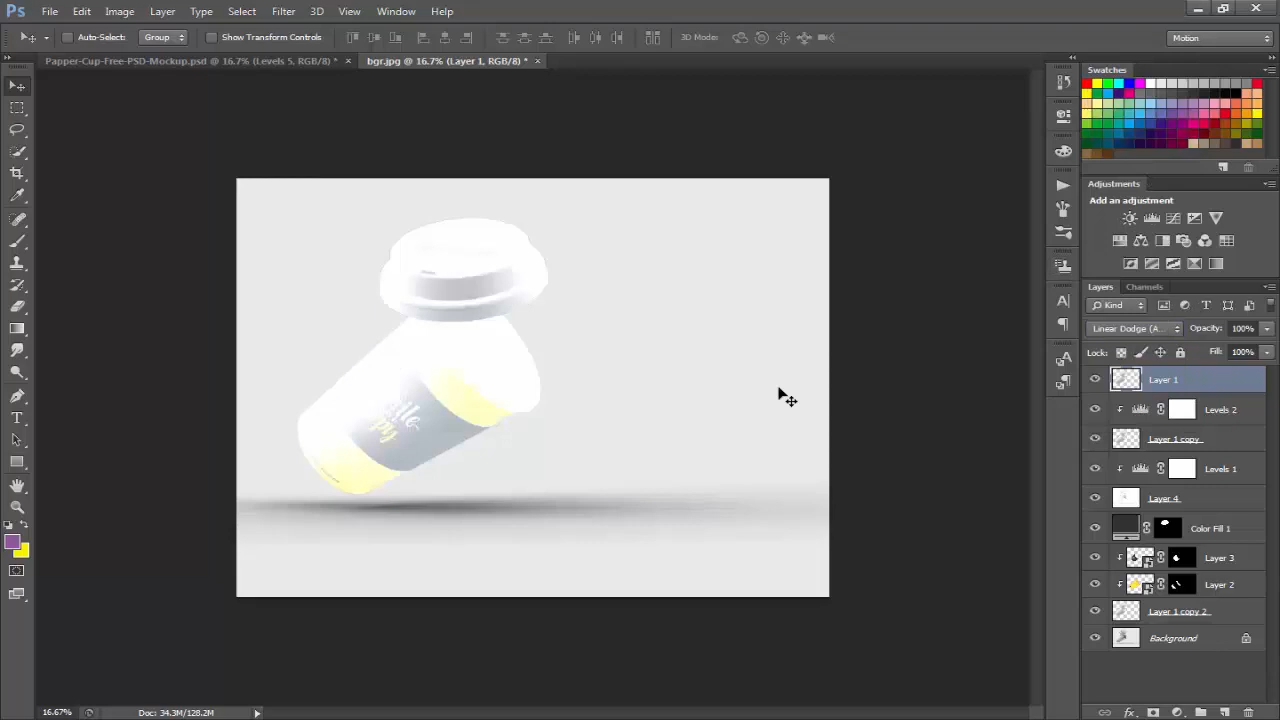 Ps File Edit Image Layer Type Select Filter 3D View Window Help
Auto-Select: Group Show Transform Controls 3D Mode: Motion
Papper-Cup-Free-PSD-Mockup.psd @ 16.7% (Levels 5, RGB/8) * × bgr.jpg @ 16.7% (Layer 1, RGB/8) * ×
Swatches
Adjustments
Add an adjustment
Layers Channels
Kind
Linear Dodge (A... Opacity: 100%
Lock: Fill: 100%
Layer 1
Levels 2
Layer 1 copy
Levels 1
Layer 4
Color Fill 1
Layer 3
Layer 2
Layer 1 copy 2
Background
16.67% Doc: 34.3M/128.2M